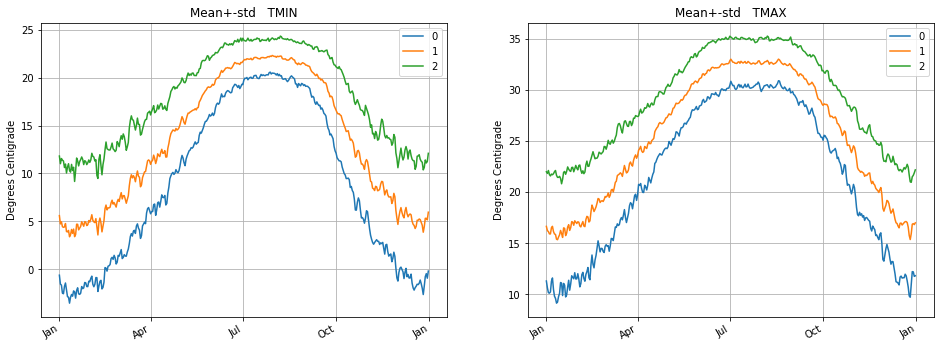 Mean+-std   TMIN
Degrees Centigrade
25
20
15
10
5
0
Jan
Apr
Jul
Oct
Jan
0
1
2
Mean+-std   TMAX
Degrees Centigrade
35
30
25
20
15
10
Jan
Apr
Jul
Oct
Jan
0
1
2